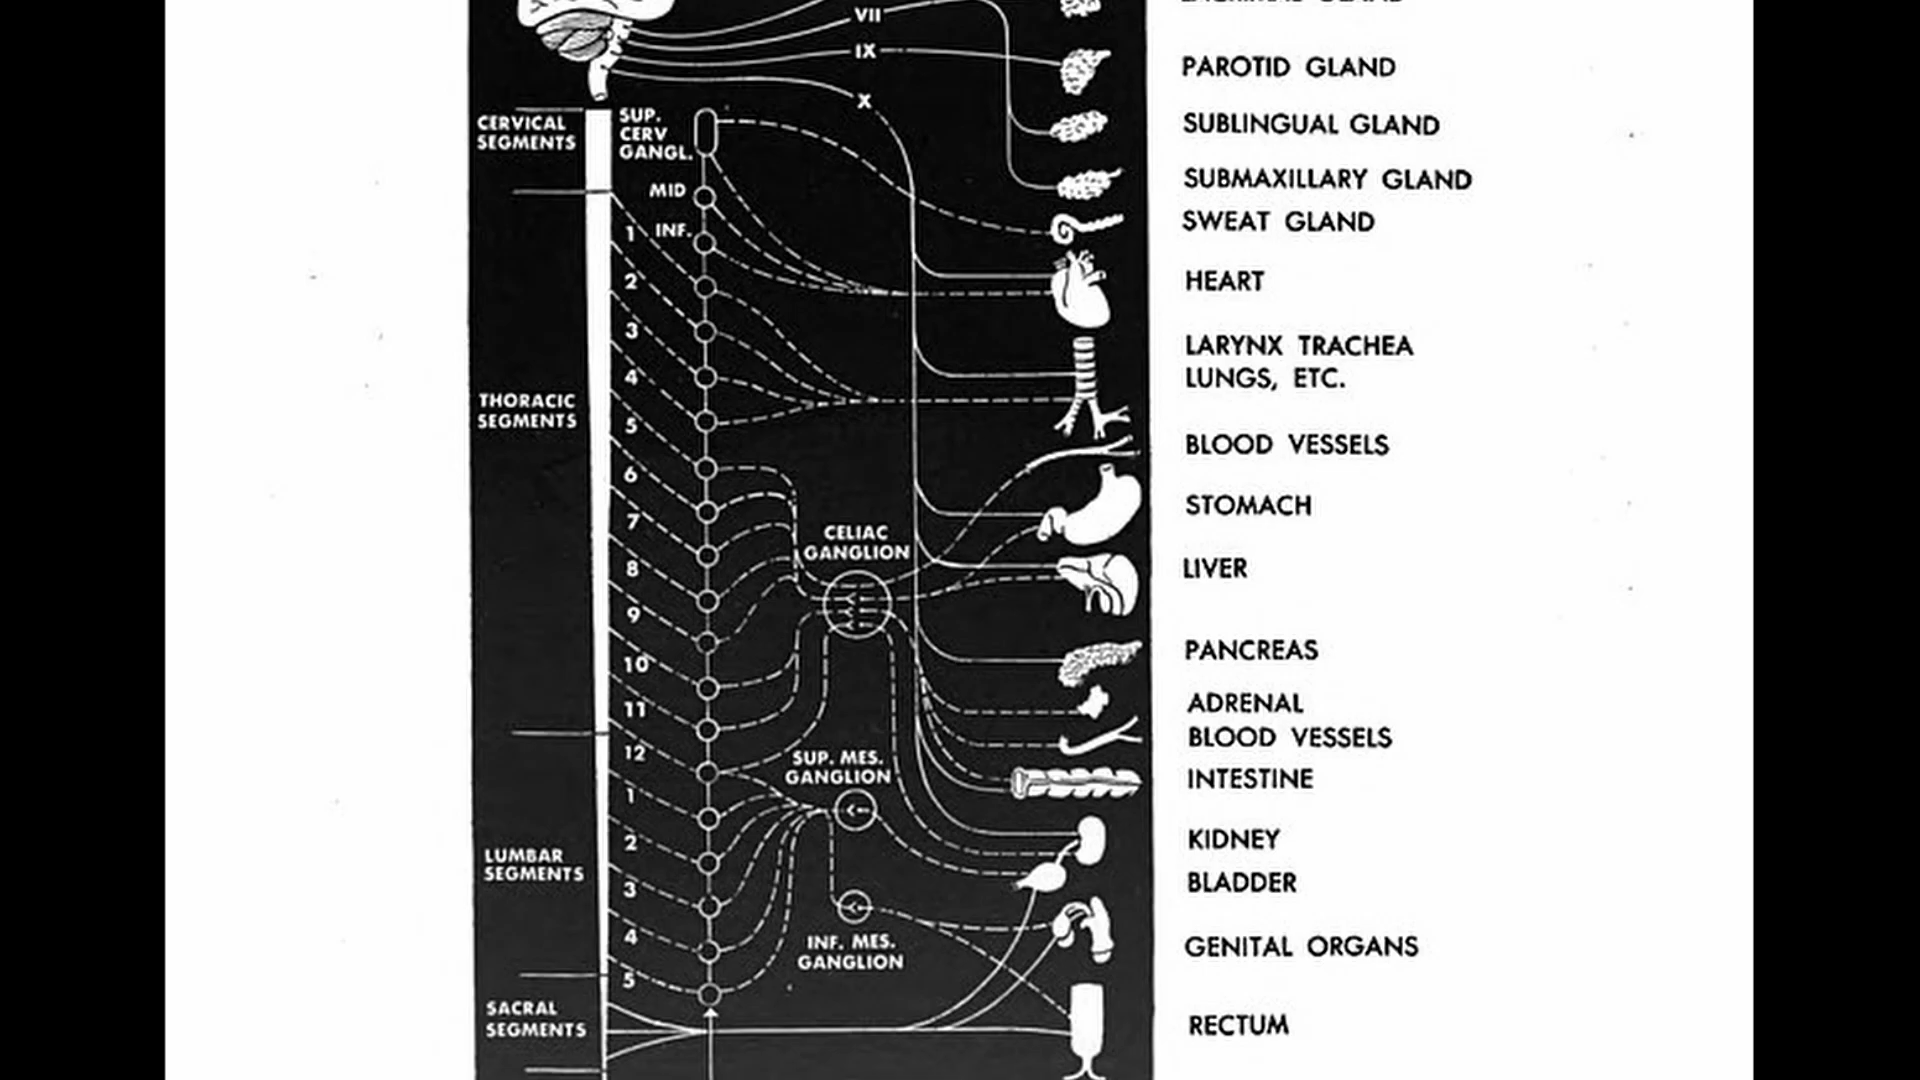 VII
IX
PAROTID GLAND
X
CERVICAL
SEGMENTS
SUP.
CERV
GANGL.
SUBLINGUAL GLAND
MID
SUBMAXILLARY GLAND
1 INF.
SWEAT GLAND
2
HEART
3
LARYNX TRACHEA
LUNGS, ETC.
4
THORACIC
SEGMENTS
5
BLOOD VESSELS
6
STOMACH
7
CELIAC
GANGLION
8
LIVER
9
10
PANCREAS
11
ADRENAL
BLOOD VESSELS
12
SUP. MES.
GANGLION
INTESTINE
1
2
KIDNEY
LUMBAR
SEGMENTS
BLADDER
3
4
INF. MES.
GANGLION
GENITAL ORGANS
5
SACRAL
SEGMENTS
RECTUM